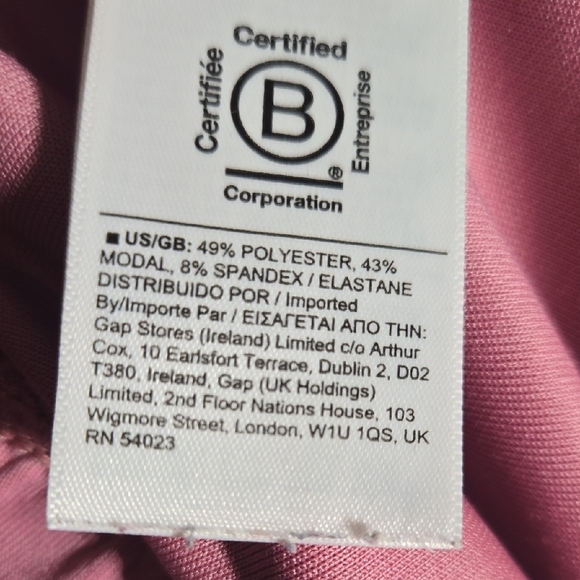 Certified
Certifiée
B
Entreprise
®
Corporation
■ US/GB: 49% POLYESTER, 43%
MODAL, 8% SPANDEX / ELASTANE
DISTRIBUIDO POR / Imported
By/Importe Par / ΕΙΣΑΓΕΤΑΙ ΑΠΟ ΤΗΝ:
Gap Stores (Ireland) Limited c/o Arthur
Cox, 10 Earlsfort Terrace, Dublin 2, D02
T380, Ireland, Gap (UK Holdings)
Limited, 2nd Floor Nations House, 103
Wigmore Street, London, W1U 1QS, UK
RN 54023